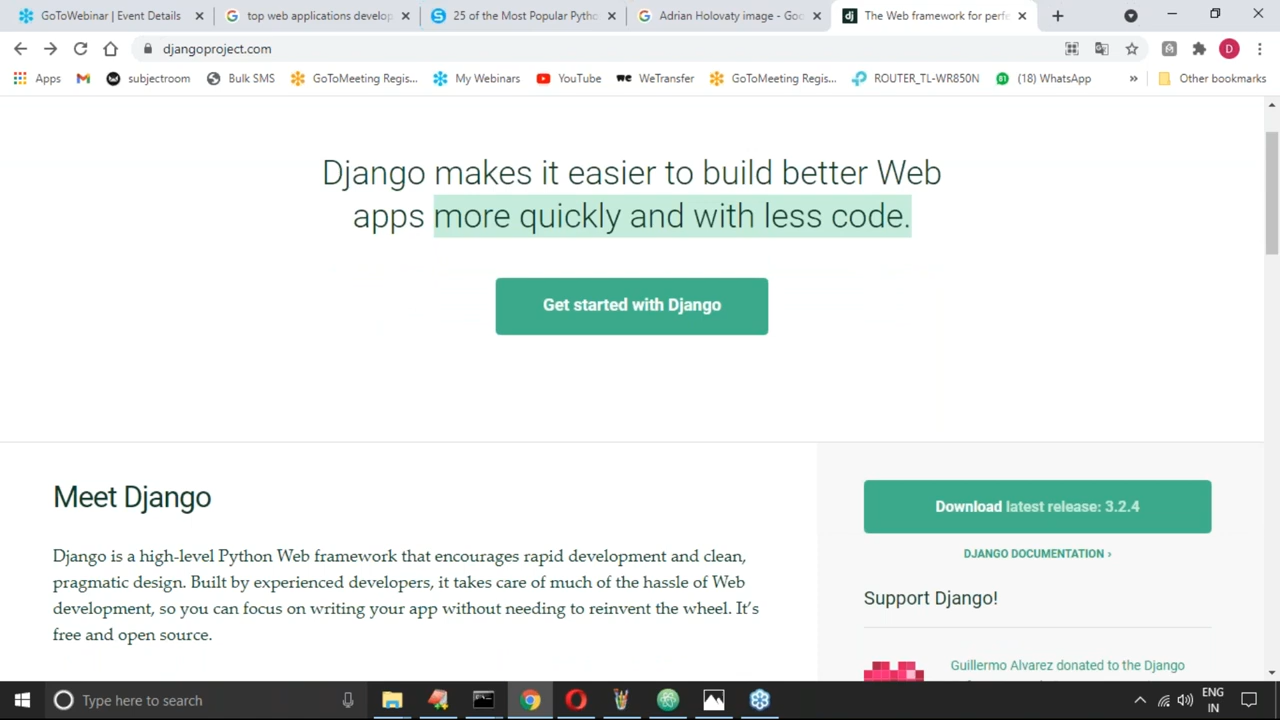 GoToWebinar | Event Details
top web applications develop
25 of the Most Popular Pytho
Adrian Holovaty image - Goo
dj
The Web framework for perfe
djangoproject.com
D
Apps
subjectroom
Bulk SMS
GoToMeeting Regis...
My Webinars
YouTube
we
WeTransfer
GoToMeeting Regis...
ROUTER_TL-WR850N
(18) WhatsApp
»
Other bookmarks
Django makes it easier to build better Web
apps more quickly and with less code.
Get started with Django
Meet Django
Django is a high-level Python Web framework that encourages rapid development and clean,
pragmatic design. Built by experienced developers, it takes care of much of the hassle of Web
development, so you can focus on writing your app without needing to reinvent the wheel. It's
free and open source.
Download latest release: 3.2.4
DJANGO DOCUMENTATION ›
Support Django!
Guillermo Alvarez donated to the Django
Type here to search
ENG
IN